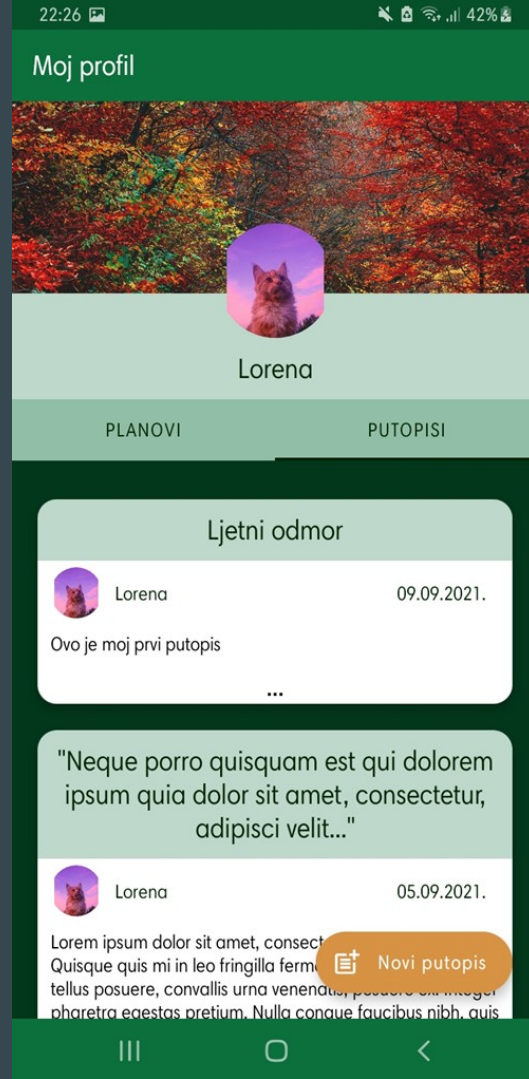 22:26
42%
Moj profil
Lorena
PLANOVI
PUTOPISI
Ljetni odmor
Lorena
09.09.2021.
Ovo je moj prvi putopis
...
"Neque porro quisquam est qui dolorem
ipsum quia dolor sit amet, consectetur,
adipisci velit..."
Lorena
05.09.2021.
Lorem ipsum dolor sit amet,
Quisque quis mi in leo fringilla
tellus posuere, convallis urna
pharetra egestas pretium. Nulla congue faucibus nibh, quis
Novi putopis